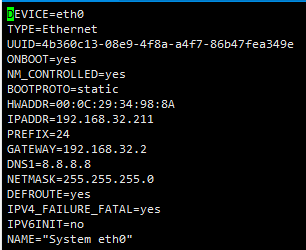 DEVICE=eth0
TYPE=Ethernet
UUID=4b360c13-08e9-4f8a-a4f7-86b47fea349e
ONBOOT=yes
NM_CONTROLLED=yes
BOOTPROTO=static
HWADDR=00:0C:29:34:98:8A
IPADDR=192.168.32.211
PREFIX=24
GATEWAY=192.168.32.2
DNS1=8.8.8.8
NETMASK=255.255.255.0
DEFROUTE=yes
IPV4_FAILURE_FATAL=yes
IPV6INIT=no
NAME="System eth0"